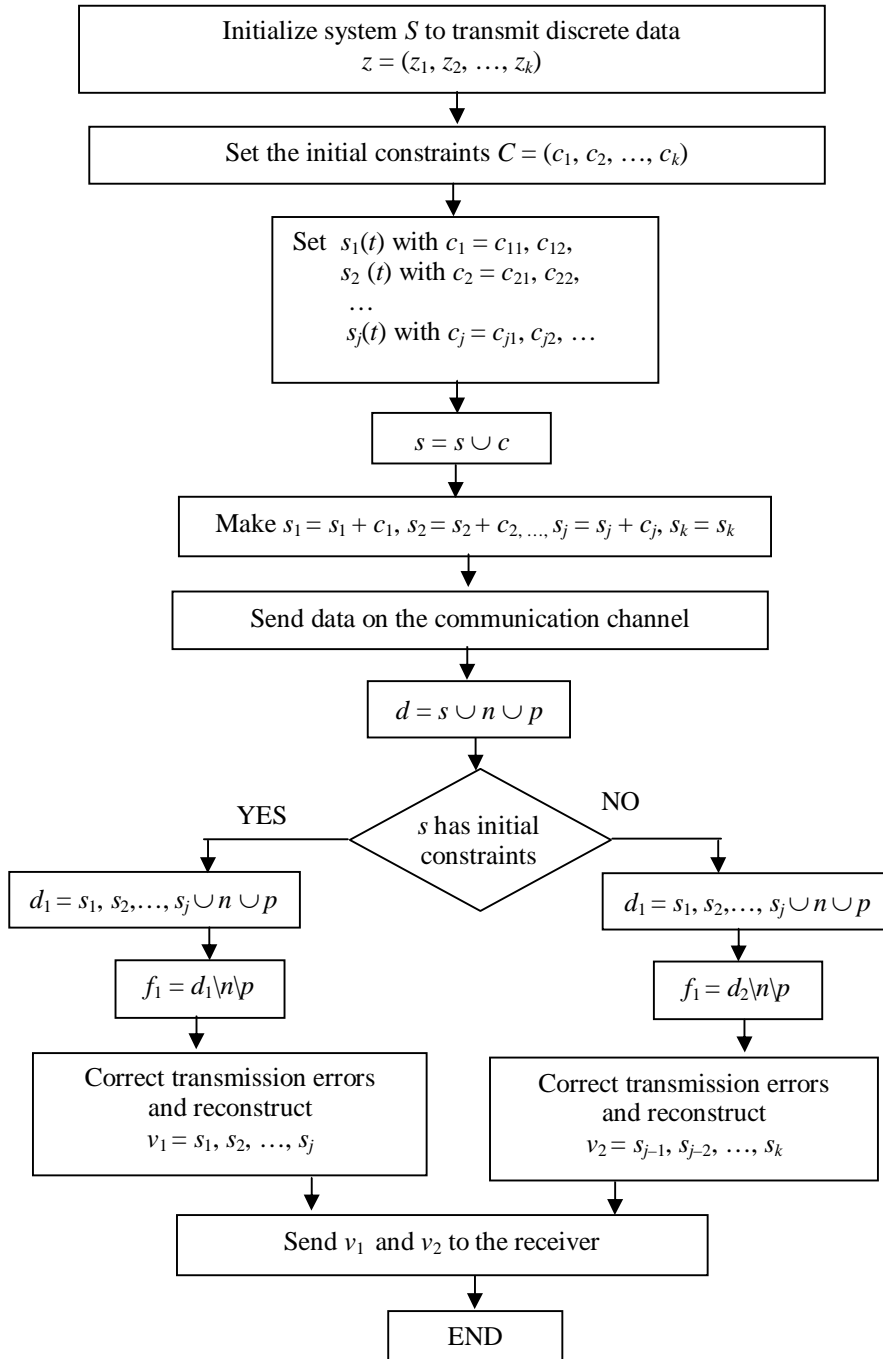 Initialize system S to transmit discrete data
z = (z₁, z₂, …, zₖ)
Set the initial constraints C = (c₁, c₂, …, cₖ)
Set s₁(t) with c₁ = c₁₁, c₁₂,
s₂ (t) with c₂ = c₂₁, c₂₂,
…
sⱼ(t) with cⱼ = cⱼ₁, cⱼ₂, …
s = s ∪ c
Make s₁ = s₁ + c₁, s₂ = s₂ + c₂, …, sⱼ = sⱼ + cⱼ, sₖ = sₖ
Send data on the communication channel
d = s ∪ n ∪ p
YES
NO
s has initial
constraints
d₁ = s₁, s₂,…, sⱼ ∪ n ∪ p
d₁ = s₁, s₂,…, sⱼ ∪ n ∪ p
f₁ = d₁\n\p
f₁ = d₂\n\p
Correct transmission errors
and reconstruct
v₁ = s₁, s₂, …, sⱼ
Correct transmission errors
and reconstruct
v₂ = sⱼ₋₁, sⱼ₋₂, …, sₖ
Send v₁ and v₂ to the receiver
END